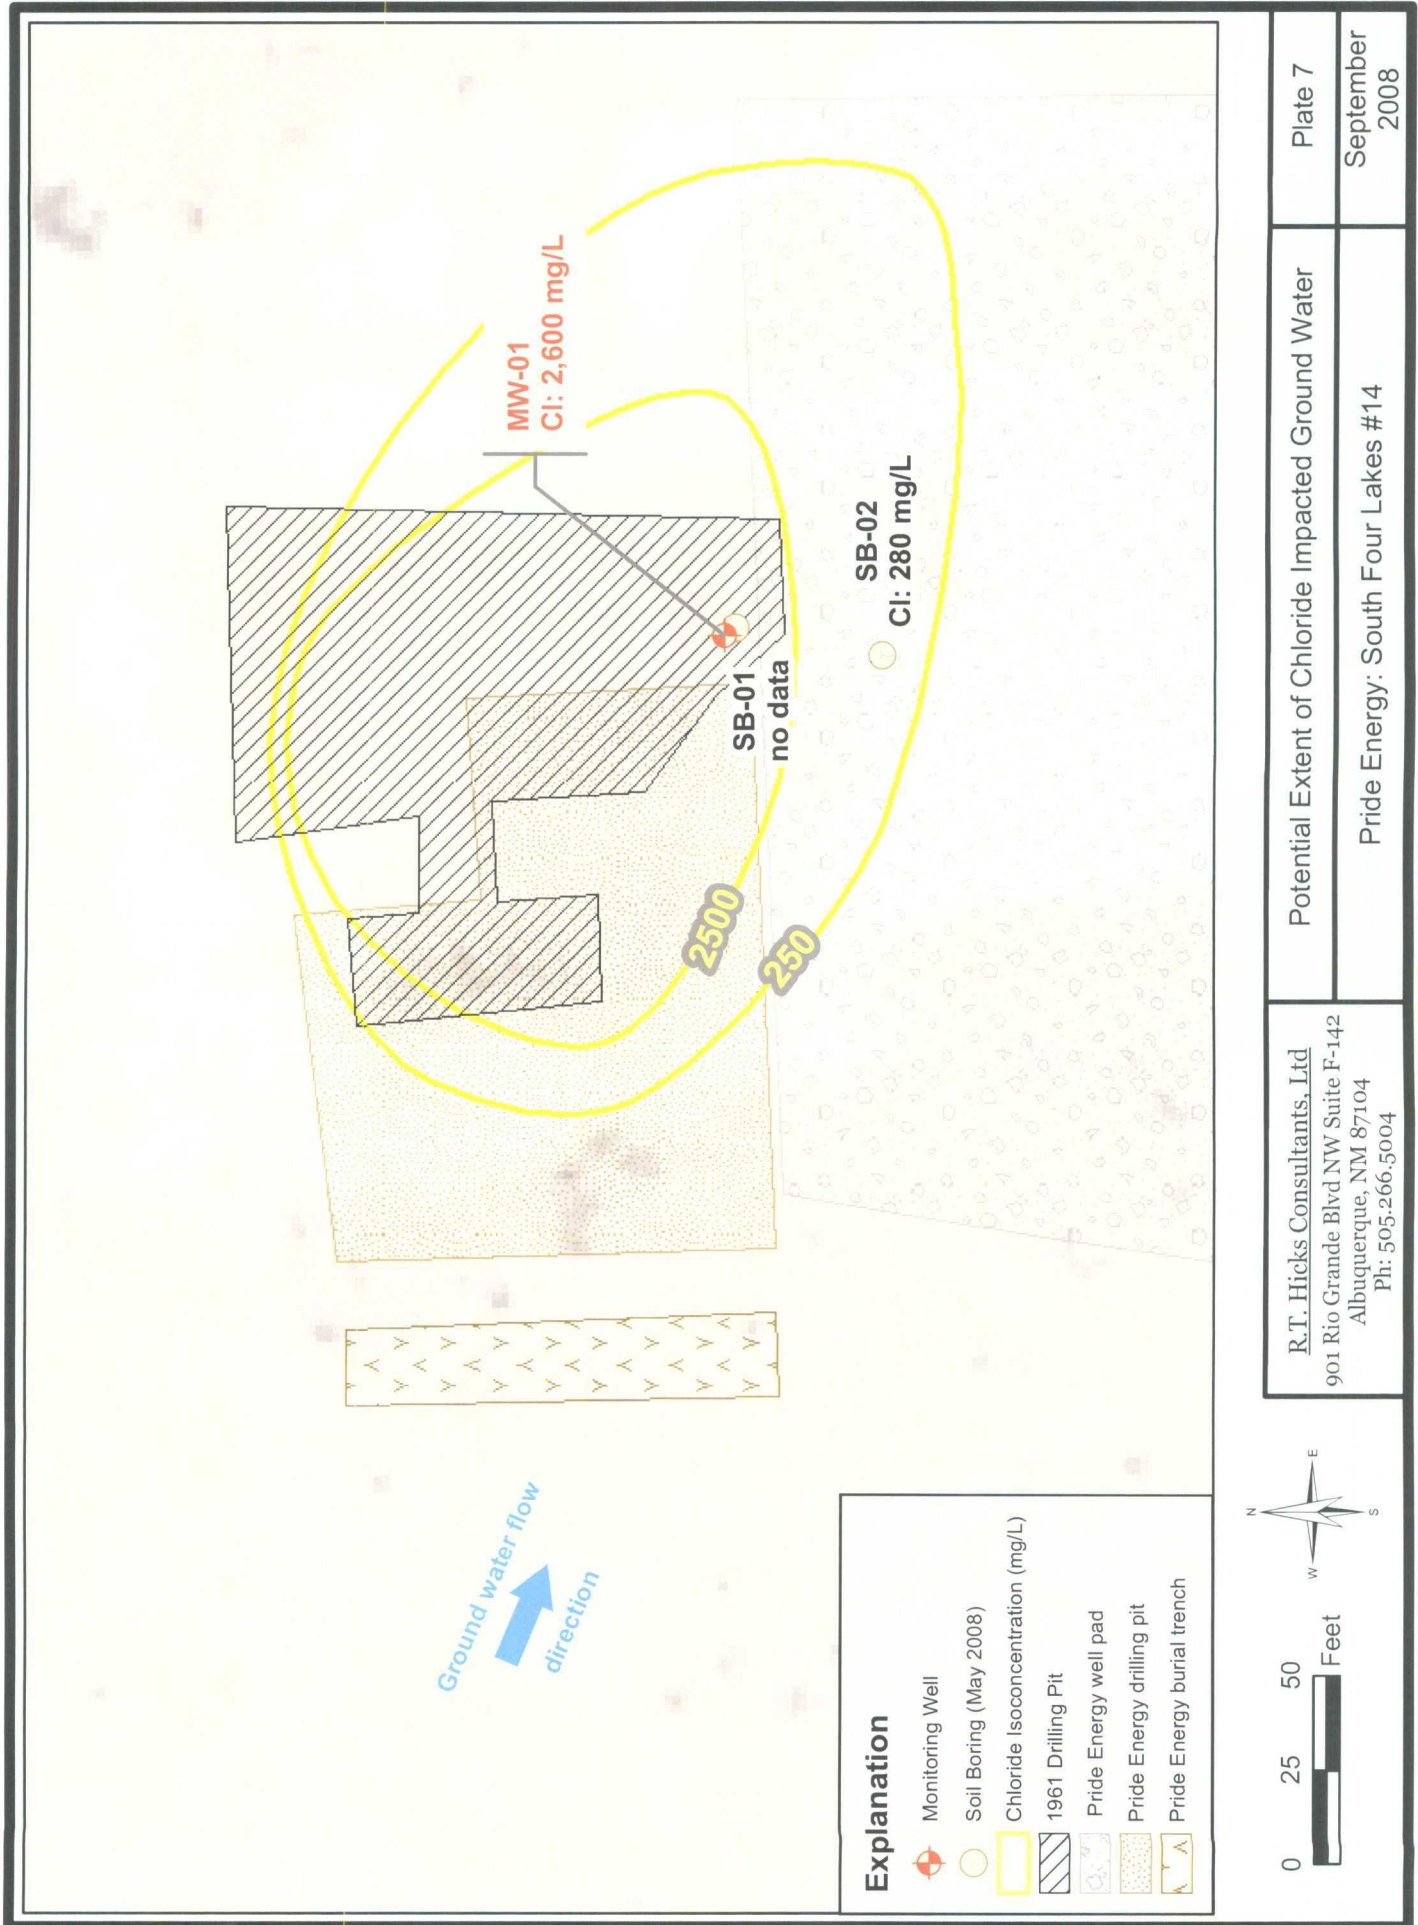 MW-01
Cl: 2,600 mg/L
SB-01
no data
SB-02
Cl: 280 mg/L
2500
250
Ground water flow
direction
Explanation
Monitoring Well
Soil Boring (May 2008)
Chloride Isoconcentration (mg/L)
1961 Drilling Pit
Pride Energy well pad
Pride Energy drilling pit
Pride Energy burial trench
0 25 50
Feet
N
W E
S
R.T. Hicks Consultants, Ltd
901 Rio Grande Blvd NW Suite F-142
Albuquerque, NM 87104
Ph: 505.266.5004
Potential Extent of Chloride Impacted Ground Water
Pride Energy: South Four Lakes #14
Plate 7
September
2008